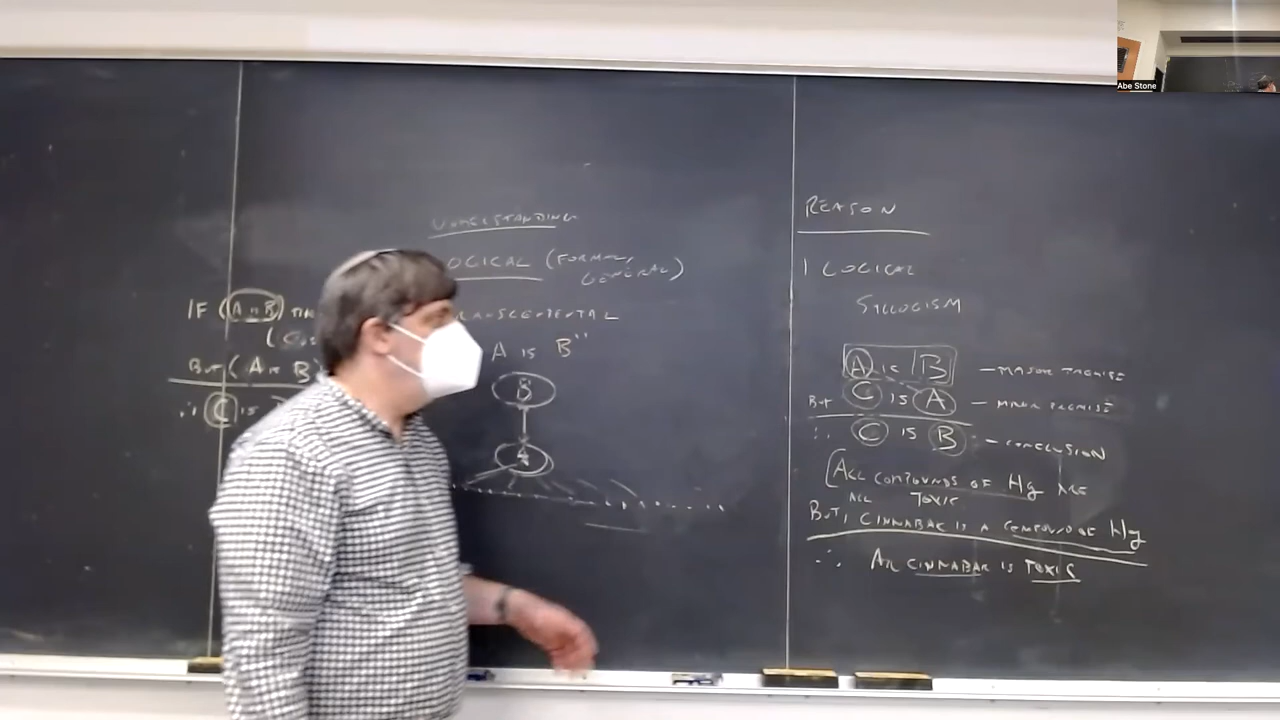 Abe Stone
IF (A IS B)
BUT (A IS B)
∴ C IS
UNDERSTANDING
OGICAL (FORMAL, GENERAL)
A IS B"
B
A
REASON
1 LOGICAL
SYLLOGISM
A IS B — MAJOR PREMISE
BUT C IS A — MINOR PREMISE
∴ C IS B — CONCLUSION
(ALL COMPOUNDS OF Hg ARE
ALL TOXIC
BUT, CINNABAR IS A COMPOUND OF Hg
∴ ALL CINNABAR IS TOXIC